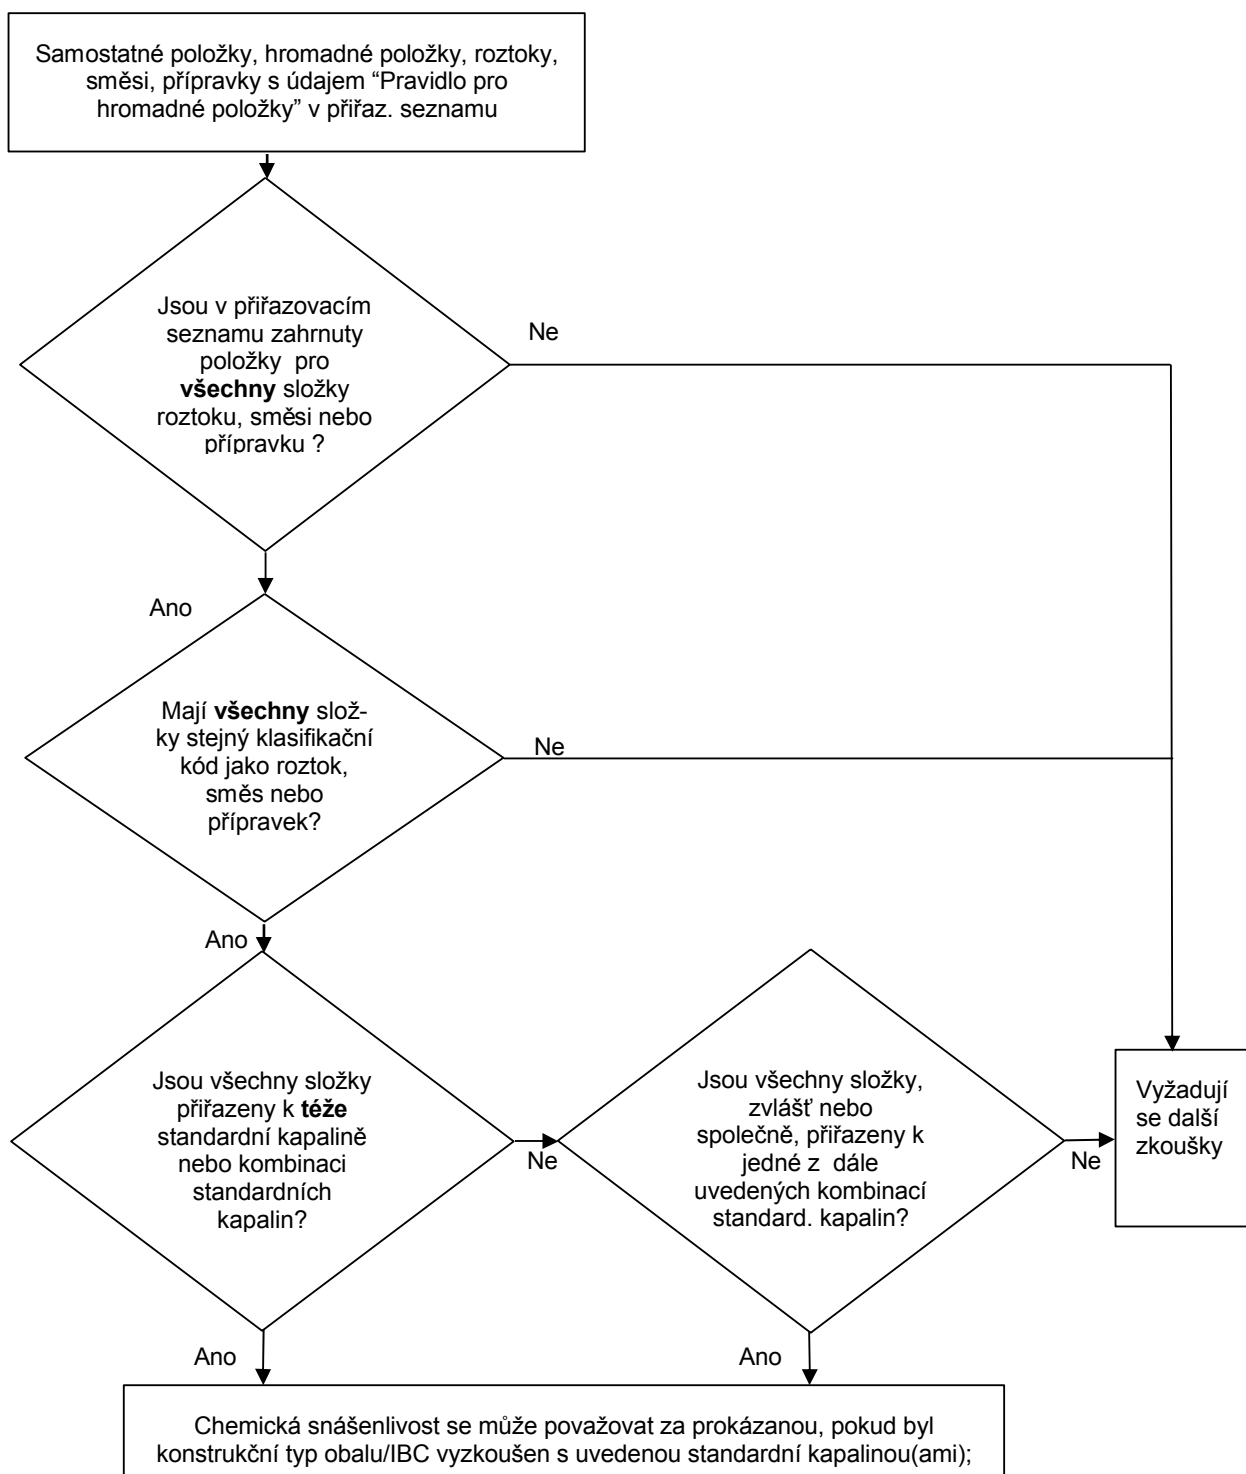 Samostatné položky, hromadné položky, roztoky,
směsi, přípravky s údajem “Pravidlo pro
hromadné položky” v přiřaz. seznamu
Jsou v přiřazovacím
seznamu zahrnuty
položky pro
všechny složky
roztoku, směsi nebo
přípravku ?
Ne
Ano
Mají všechny slož-
ky stejný klasifikační
kód jako roztok,
směs nebo
přípravek?
Ne
Ano
Jsou všechny složky
přiřazeny k téže
standardní kapalině
nebo kombinaci
standardních
kapalin?
Ne
Jsou všechny složky,
zvlášť nebo
společně, přiřazeny k
jedné z dále
uvedených kombinací
standard. kapalin?
Ne
Vyžadují
se další
zkoušky
Ano
Ano
Chemická snášenlivost se může považovat za prokázanou, pokud byl
konstrukční typ obalu/IBC vyzkoušen s uvedenou standardní kapalinou(ami);